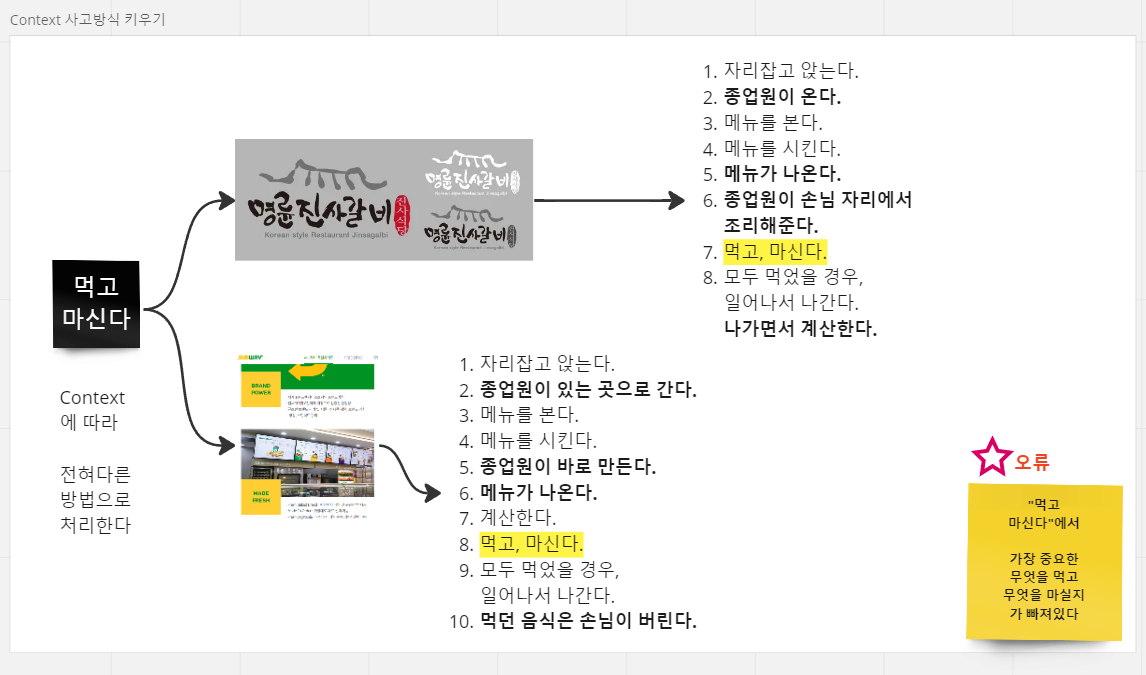 Context 사고방식 키우기
먹고
마신다
Context
에 따라
전혀다른
방법으로
처리한다
명륜진사갈비
진사식당
Korean style Restaurant Jinsagalbi
명륜진사갈비
Korean style Restaurant Jinsagalbi
명륜진사갈비
Korean style Restaurant Jinsagalbi
1. 자리잡고 앉는다.
2. 종업원이 온다.
3. 메뉴를 본다.
4. 메뉴를 시킨다.
5. 메뉴가 나온다.
6. 종업원이 손님 자리에서
조리해준다.
7. 먹고, 마신다.
8. 모두 먹었을 경우,
일어나서 나간다.
나가면서 계산한다.
SUBWAY
BRAND
POWER
MADE
FRESH
1. 자리잡고 앉는다.
2. 종업원이 있는 곳으로 간다.
3. 메뉴를 본다.
4. 메뉴를 시킨다.
5. 종업원이 바로 만든다.
6. 메뉴가 나온다.
7. 계산한다.
8. 먹고, 마신다.
9. 모두 먹었을 경우,
일어나서 나간다.
10. 먹던 음식은 손님이 버린다.
오류
"먹고
마신다"에서
가장 중요한
무엇을 먹고
무엇을 마실지
가 빠져있다